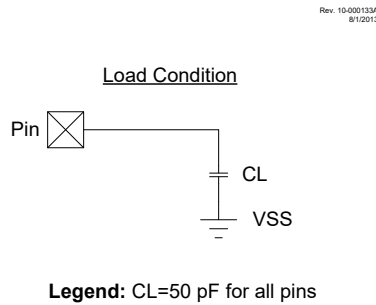 Rev. 10-000133A
8/1/2013
Load Condition
Pin
CL
VSS
Legend: CL=50 pF for all pins